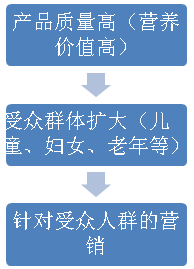 产品质量高（营养
价值高）
受众群体扩大（儿
童、妇女、老年等）
针对受众人群的营
销